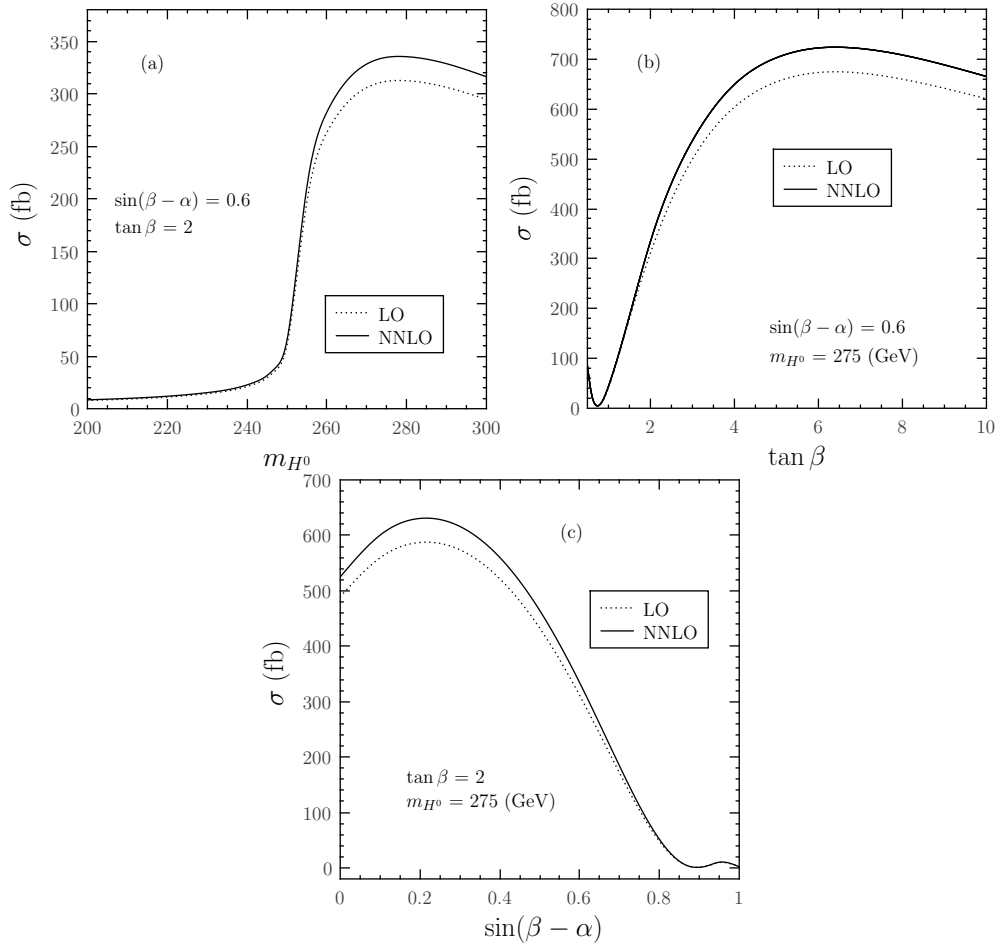 350
300
250
200
150
100
50
0
σ (fb)
(a)
sin(β − α) = 0.6
tan β = 2
LO
NNLO
200 220 240 260 280 300
m_{H^0}
800
700
600
500
400
300
200
100
0
σ (fb)
(b)
LO
NNLO
sin(β − α) = 0.6
m_{H^0} = 275 (GeV)
2 4 6 8 10
tan β
700
600
500
400
300
200
100
0
σ (fb)
(c)
LO
NNLO
tan β = 2
m_{H^0} = 275 (GeV)
0 0.2 0.4 0.6 0.8 1
sin(β − α)